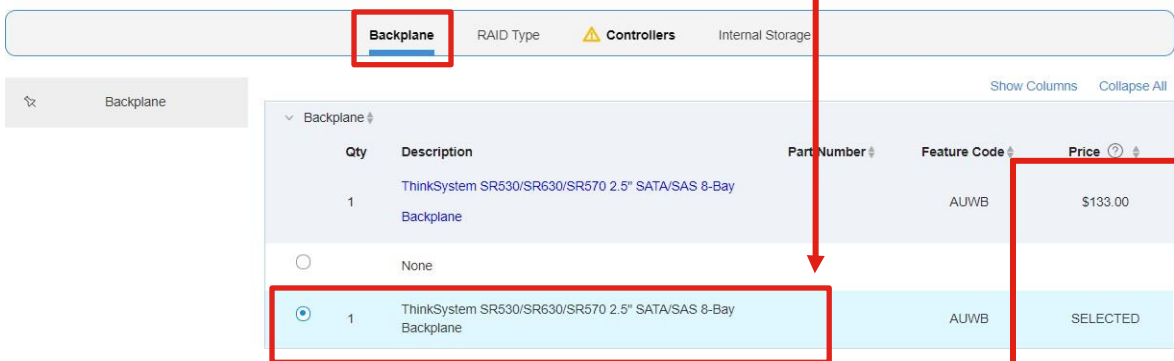 Backplane RAID Type Controllers Internal Storage
Show Columns Collapse All
Backplane
Backplane
Qty Description Part Number Feature Code Price ?
1 ThinkSystem SR530/SR630/SR570 2.5" SATA/SAS 8-Bay
Backplane AUWB $133.00
None
1 ThinkSystem SR530/SR630/SR570 2.5" SATA/SAS 8-Bay
Backplane AUWB SELECTED